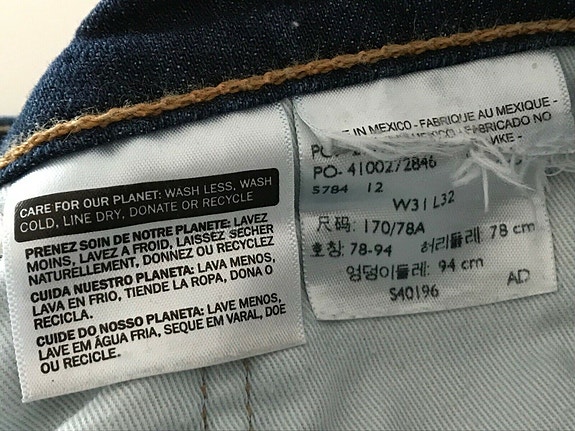 CARE FOR OUR PLANET: WASH LESS, WASH
COLD, LINE DRY, DONATE OR RECYCLE
PRENEZ SOIN DE NOTRE PLANETE: LAVEZ
MOINS, LAVEZ A FROID, LAISSEZ SÉCHER
NATURELLEMENT, DONNEZ OU RECYCLEZ
CUIDA NUESTRO PLANETA: LAVA MENOS,
LAVA EN FRIO, TIENDE LA ROPA, DONA O
RECICLA.
CUIDE DO NOSSO PLANETA: LAVE MENOS,
LAVE EM ÁGUA FRIA, SEQUE EM VARAL, DOE
OU RECICLE.
IN MEXICO - FABRIQUE AU MEXIQUE -
FABRICADO NO
PO- 4100272846
5784 12
W31 L32
尺码: 170/78A
호칭: 78-94 허리둘레: 78 cm
엉덩이둘레: 94 cm
S40196 AD